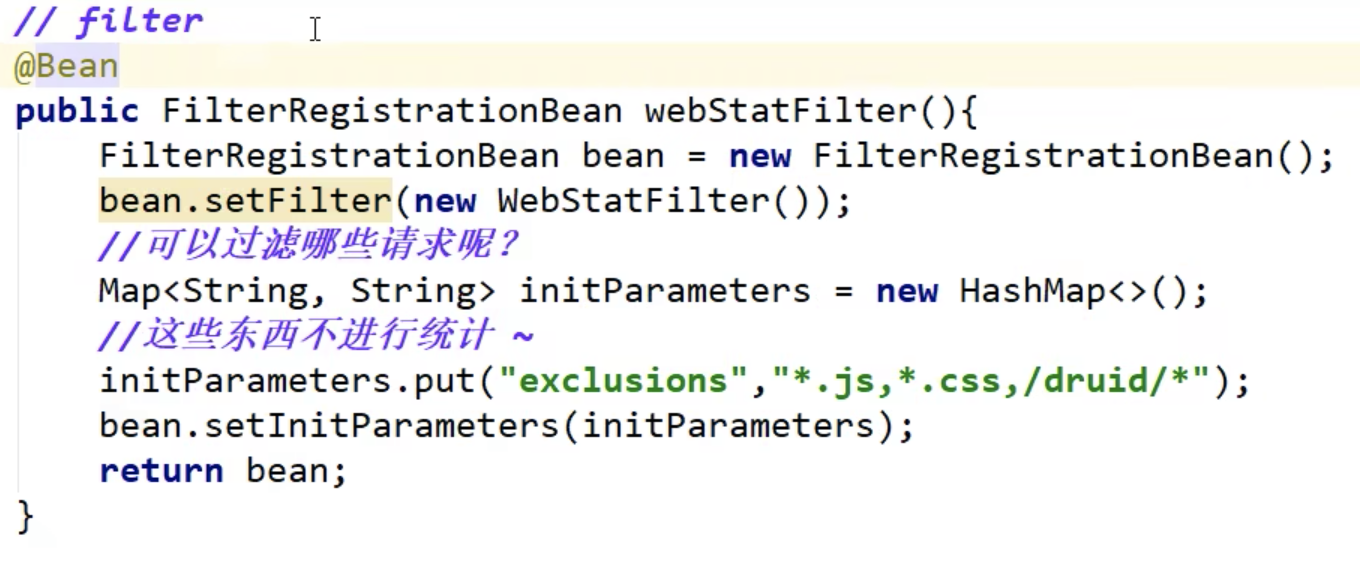 // filter
@Bean
public FilterRegistrationBean webStatFilter(){
FilterRegistrationBean bean = new FilterRegistrationBean();
bean.setFilter(new WebStatFilter());
//可以过滤哪些请求呢？
Map<String, String> initParameters = new HashMap<>();
//这些东西不进行统计 ~
initParameters.put("exclusions","*.js,*.css,/druid/*");
bean.setInitParameters(initParameters);
return bean;
}